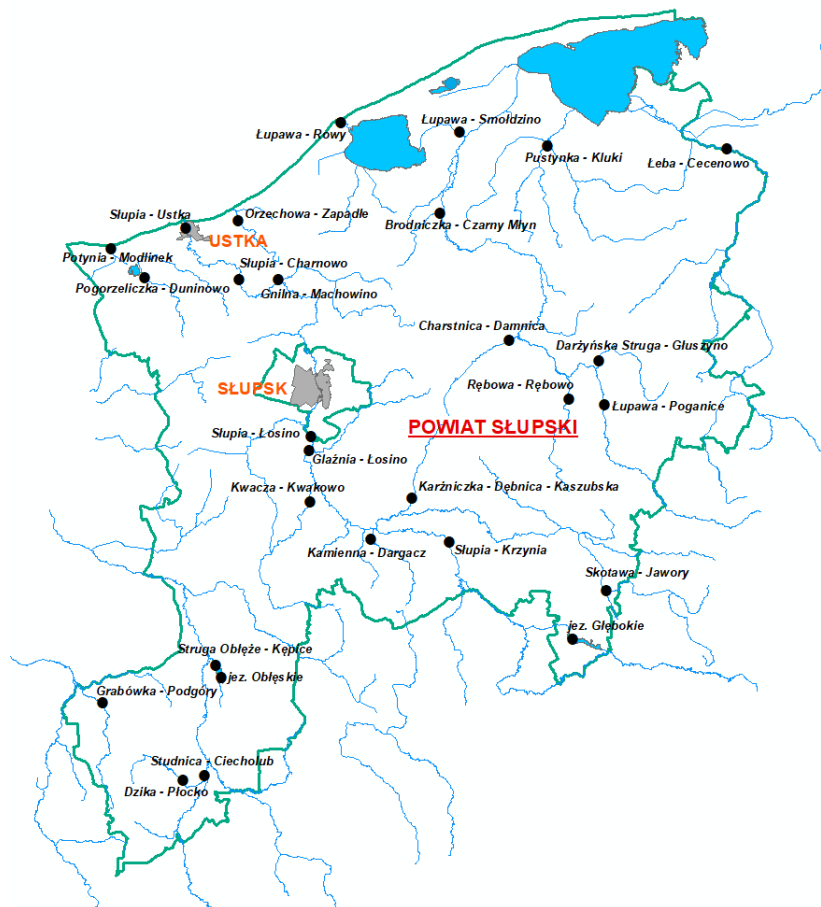 Łupawa - Smołdzino
Łupawa - Rowy
Pustynka - Kluki
Łeba - Cecenowo
Słupia - Ustka
Orzechowa - Zapadłe
Brodniczka - Czarny Młyn
USTKA
Potynia - Modlinek
Słupia - Charnowo
Pogorzeliczka - Duninowo
Gnilna - Machowino
Charstnica - Damnica
Darżyńska Struga - Głuszyno
SŁUPSK
Rębowa - Rębowo
Łupawa - Poganice
POWIAT SŁUPSKI
Słupia - Łosino
Głaźnia - Łosino
Kwacza - Kwakowo
Karżniczka - Dębnica - Kaszubska
Kamienna - Dargacz
Słupia - Krzynia
Skotawa - Jawory
jez. Głębokie
Struga Obłęże - Kępice
jez. Obłęskie
Grabówka - Podgóry
Studnica - Ciecholub
Dzika - Płocko